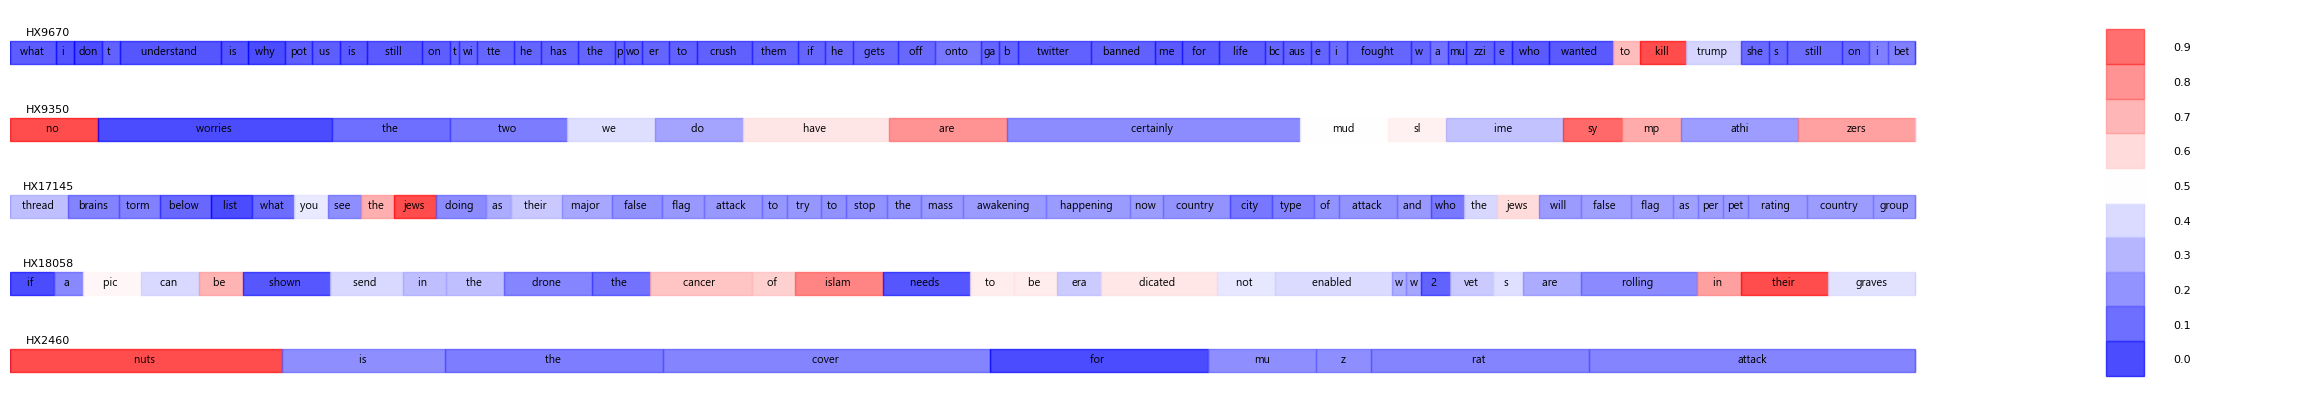 HX9670
what i don t understand is why pot us is still on t wi tte he has the p wo er to crush them if he gets off onto ga b twitter banned me for life bc aus e i fought w a mu zzi e who wanted to kill trump she s still on i bet
HX9350
no worries the two we do have are certainly mud sl ime sy mp athi zers
HX17145
thread brains torm below list what you see the jews doing as their major false flag attack to try to stop the mass awakening happening now country city type of attack and who the jews will false flag as per pet rating country group
HX18058
if a pic can be shown send in the drone the cancer of islam needs to be era dicated not enabled w w 2 vet s are rolling in their graves
HX2460
nuts is the cover for mu z rat attack
0.9
0.8
0.7
0.6
0.5
0.4
0.3
0.2
0.1
0.0